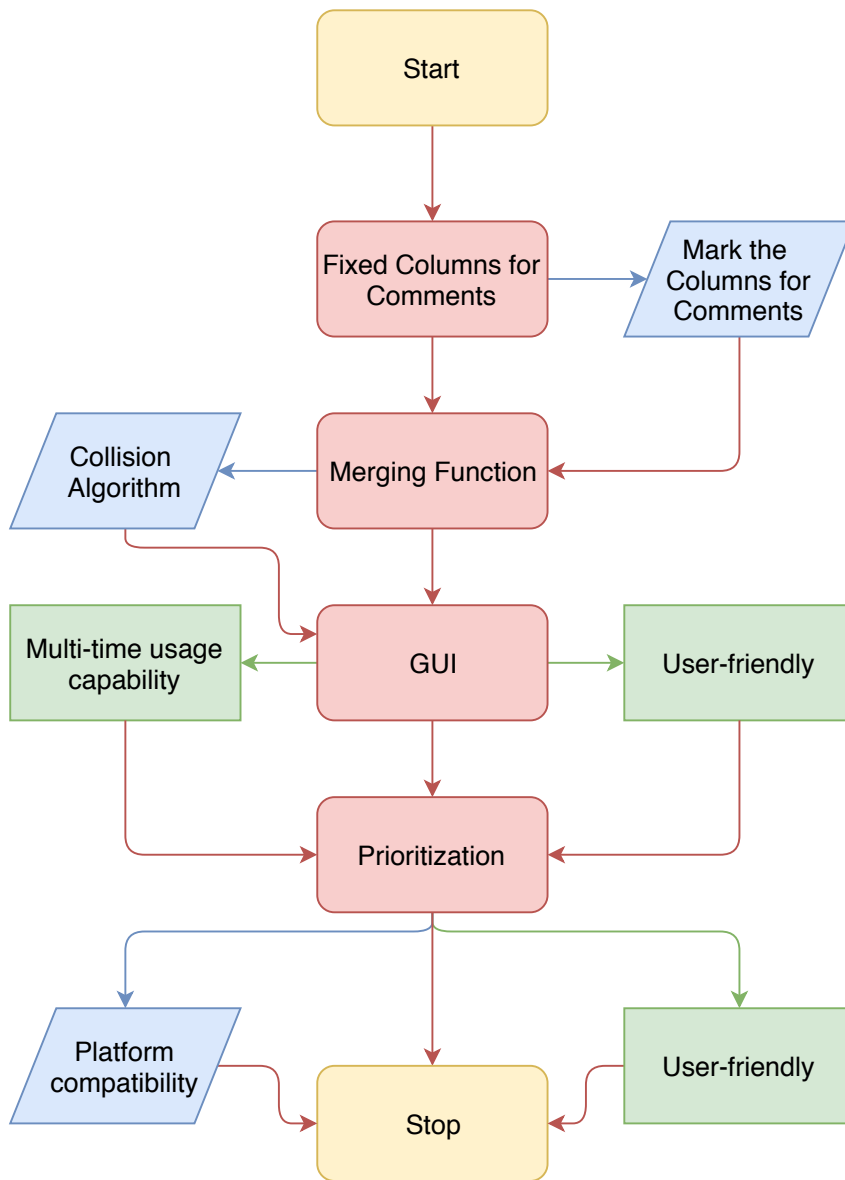 Start
Fixed Columns for
Comments
Mark the
Columns for
Comments
Collision
Algorithm
Merging Function
Multi-time usage
capability
GUI
User-friendly
Prioritization
Platform
compatibility
User-friendly
Stop